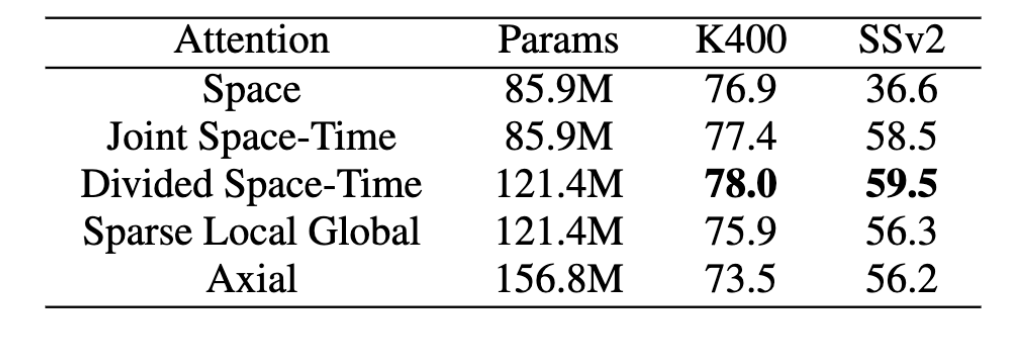 Attention Params K400 SSv2
Space 85.9M 76.9 36.6
Joint Space-Time 85.9M 77.4 58.5
Divided Space-Time 121.4M 78.0 59.5
Sparse Local Global 121.4M 75.9 56.3
Axial 156.8M 73.5 56.2